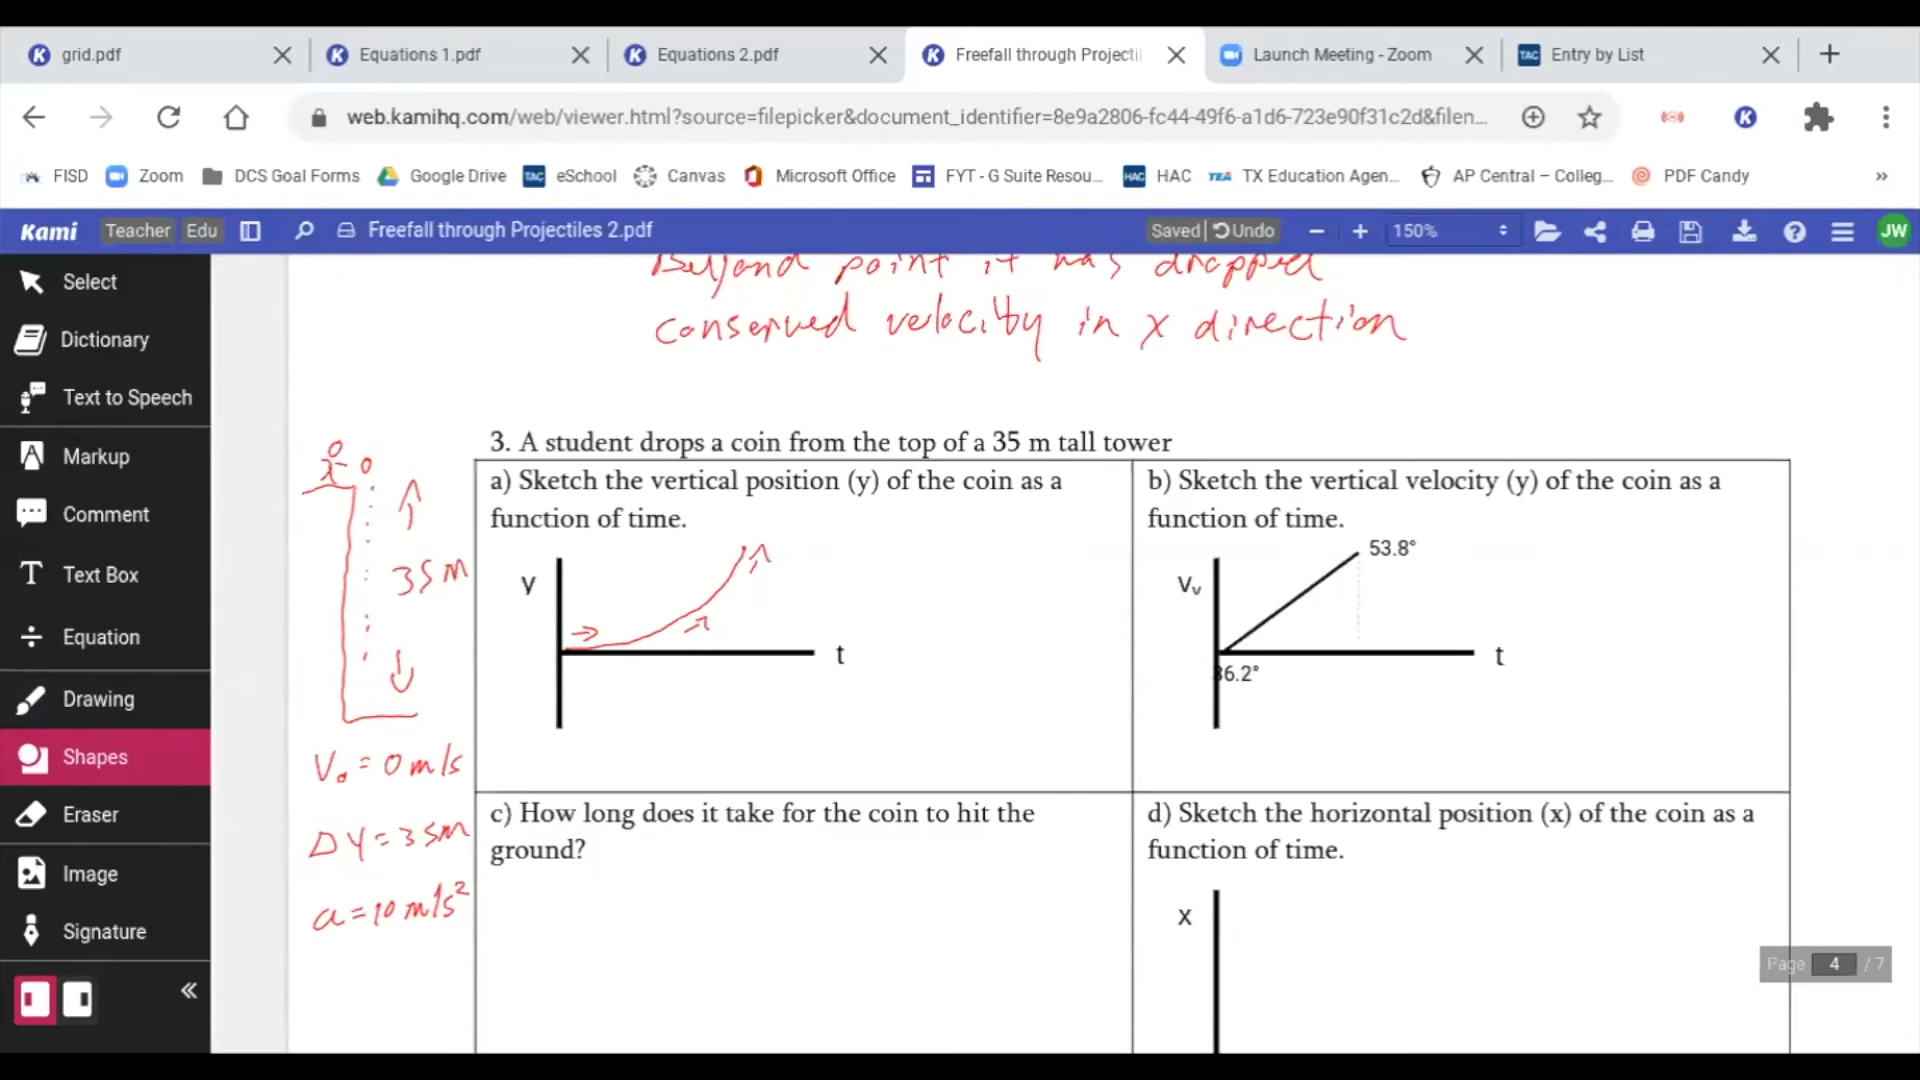 grid.pdf
Equations 1.pdf
Equations 2.pdf
Freefall through Projectil
Launch Meeting - Zoom
TAC Entry by List
web.kamihq.com/web/viewer.html?source=filepicker&document_identifier=8e9a2806-fc44-49f6-a1d6-723e90f31c2d&filen...
FISD
Zoom
DCS Goal Forms
Google Drive
TAC eSchool
Canvas
Microsoft Office
FYT - G Suite Resou...
HAC HAC
TEA TX Education Agen...
AP Central – Colleg...
PDF Candy
»
Kami Teacher Edu
Freefall through Projectiles 2.pdf
Saved | Undo
150%
JW
Select
Dictionary
Text to Speech
Markup
Comment
T Text Box
Equation
Drawing
Shapes
Eraser
Image
Signature
Beyond point it has dropped
conserved velocity in x direction
3. A student drops a coin from the top of a 35 m tall tower
35 m
V₀ = 0 m/s
Δy = 35m
a = 10 m/s²
a) Sketch the vertical position (y) of the coin as a
function of time.
y
t
b) Sketch the vertical velocity (y) of the coin as a
function of time.
53.8°
Vᵥ
t
36.2°
c) How long does it take for the coin to hit the
ground?
d) Sketch the horizontal position (x) of the coin as a
function of time.
x
Page 4 / 7